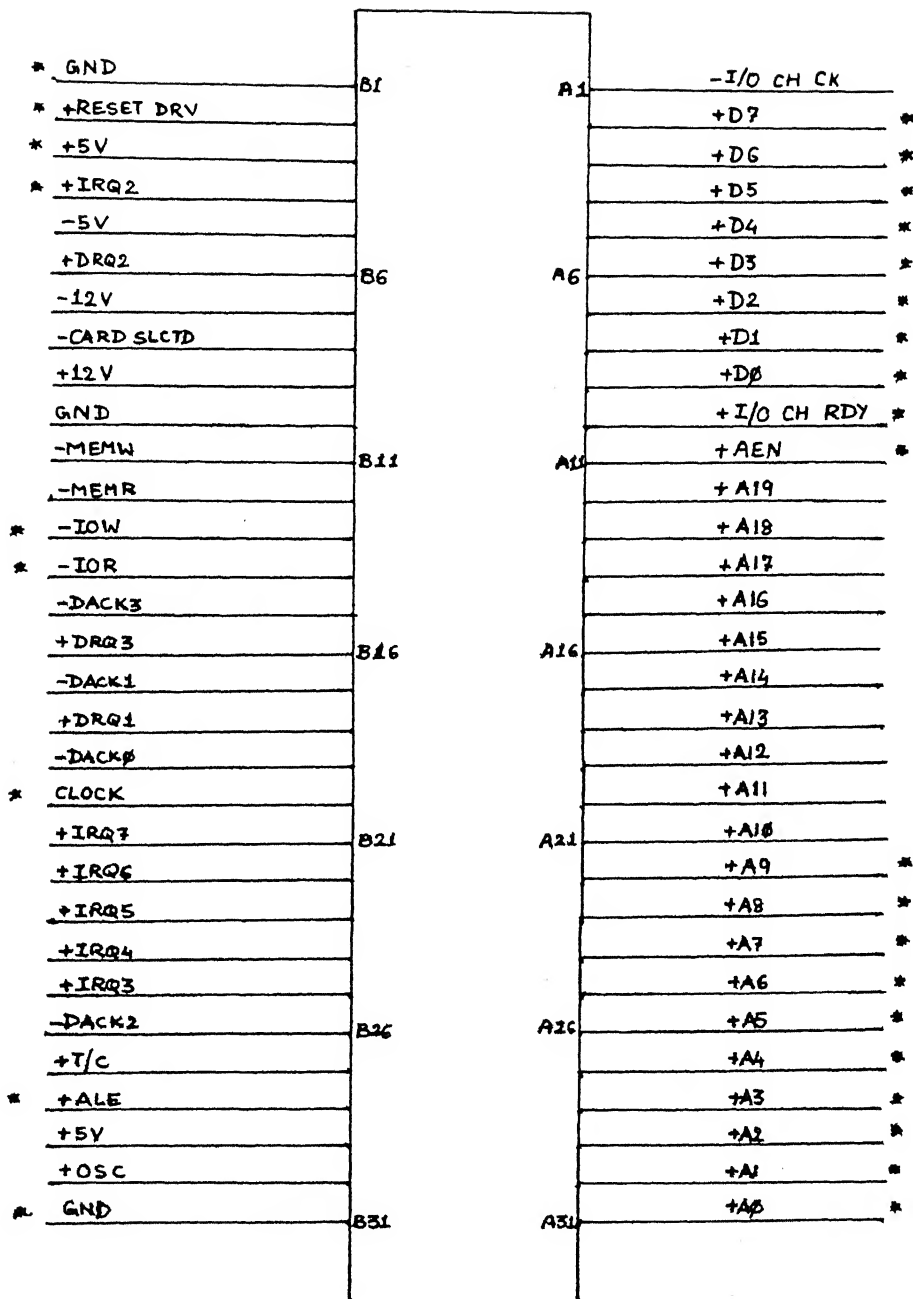 * GND B1 A1 -I/O CH CK
* +RESET DRV +D7 *
* +5V +D6 *
* +IRQ2 +D5 *
-5V +D4 *
+DRQ2 B6 A6 +D3 *
-12V +D2 *
-CARD SLCTD +D1 *
+12V +DØ *
GND +I/O CH RDY *
-MEMW B11 A11 +AEN *
-MEMR +A19
* -IOW +A18
* -IOR +A17
-DACK3 +A16
+DRQ3 B16 A16 +A15
-DACK1 +A14
+DRQ1 +A13
-DACKØ +A12
* CLOCK +A11
+IRQ7 B21 A21 +A1Ø
+IRQ6 +A9 *
+IRQ5 +A8 *
+IRQ4 +A7 *
+IRQ3 +A6 *
-DACK2 B26 A26 +A5 *
+T/C +A4 *
* +ALE +A3 *
+5V +A2 *
+OSC +A1 *
* GND B31 A31 +AØ *